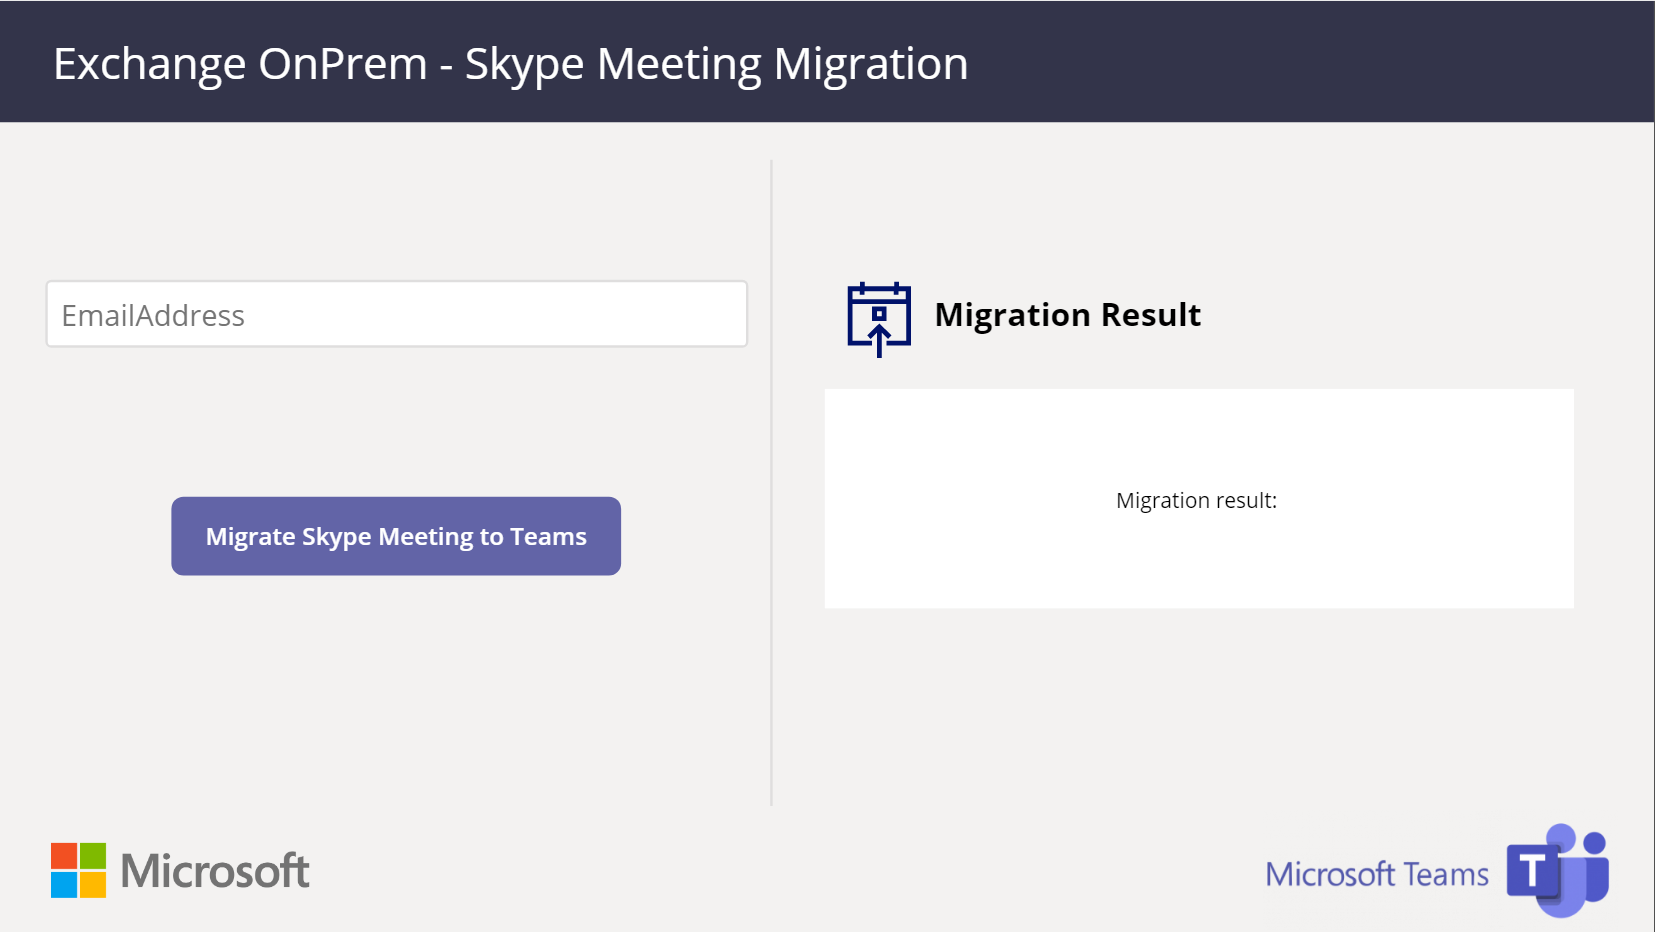 Exchange OnPrem - Skype Meeting Migration
EmailAddress
Migrate Skype Meeting to Teams
Migration Result
Migration result:
Microsoft
Microsoft Teams
T